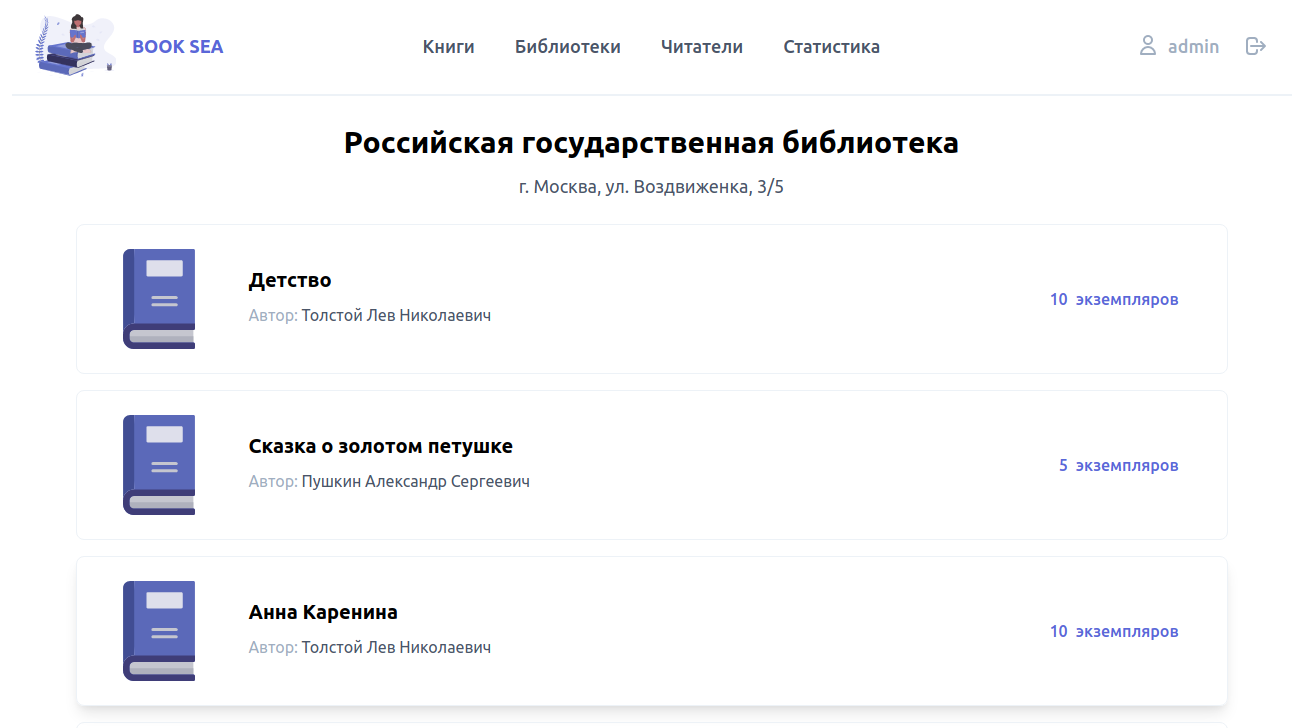 BOOK SEA
Книги Библиотеки Читатели Статистика
admin
Российская государственная библиотека
г. Москва, ул. Воздвиженка, 3/5
Детство
Автор: Толстой Лев Николаевич
10 экземпляров
Сказка о золотом петушке
Автор: Пушкин Александр Сергеевич
5 экземпляров
Анна Каренина
Автор: Толстой Лев Николаевич
10 экземпляров